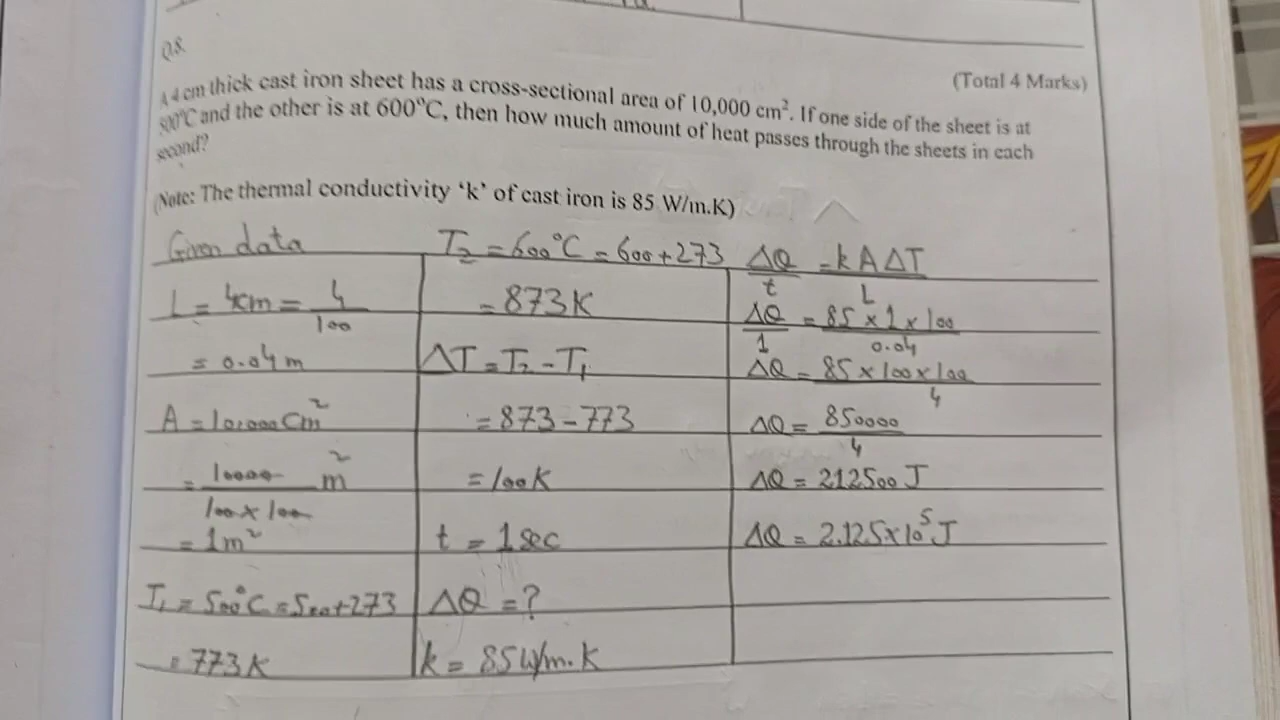 Q.8.
(Total 4 Marks)
A 4 cm thick cast iron sheet has a cross-sectional area of 10,000 cm². If one side of the sheet is at
500°C and the other is at 600°C, then how much amount of heat passes through the sheets in each
second?
(Note: The thermal conductivity 'k' of cast iron is 85 W/m.K)
Given data
L = 4cm = 4/100
= 0.04 m
A = 10,000 cm²
= 10000/100 x 100 m²
= 1m²
T₁ = 500°C = 500+273
= 773 K
T₂ = 600°C = 600+273
= 873 K
ΔT = T₂ - T₁
= 873 - 773
= 100K
t = 1 sec
ΔQ = ?
k = 85 W/m.K
ΔQ/t = kAΔT/L
ΔQ/1 = 85 x 1 x 100/0.04
ΔQ = 85 x 100 x 100/4
ΔQ = 850000/4
ΔQ = 212500 J
ΔQ = 2.125x10⁵ J